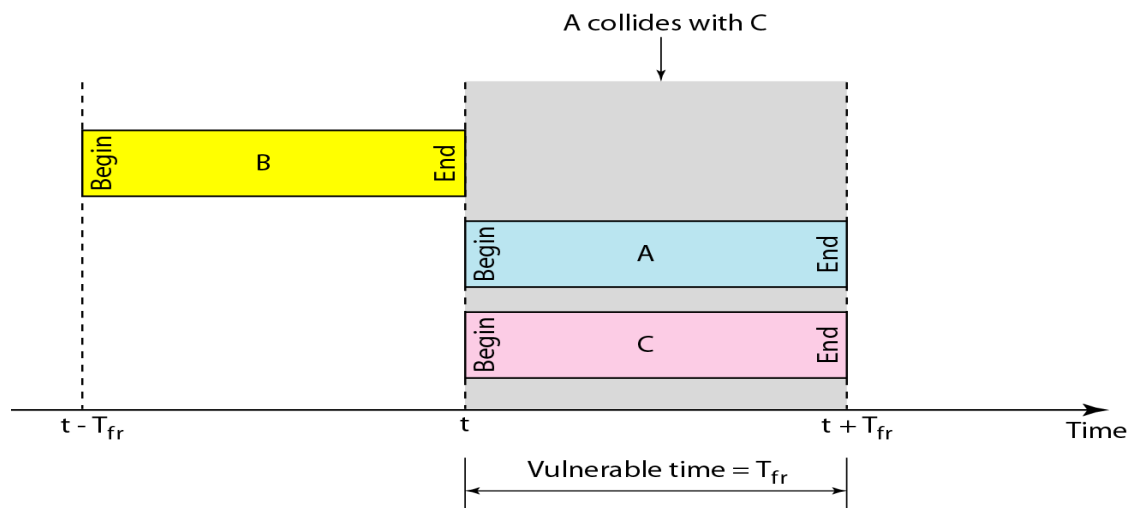 A collides with C
Begin B End
Begin A End
Begin C End
t - Tfr t t + Tfr Time
Vulnerable time = Tfr